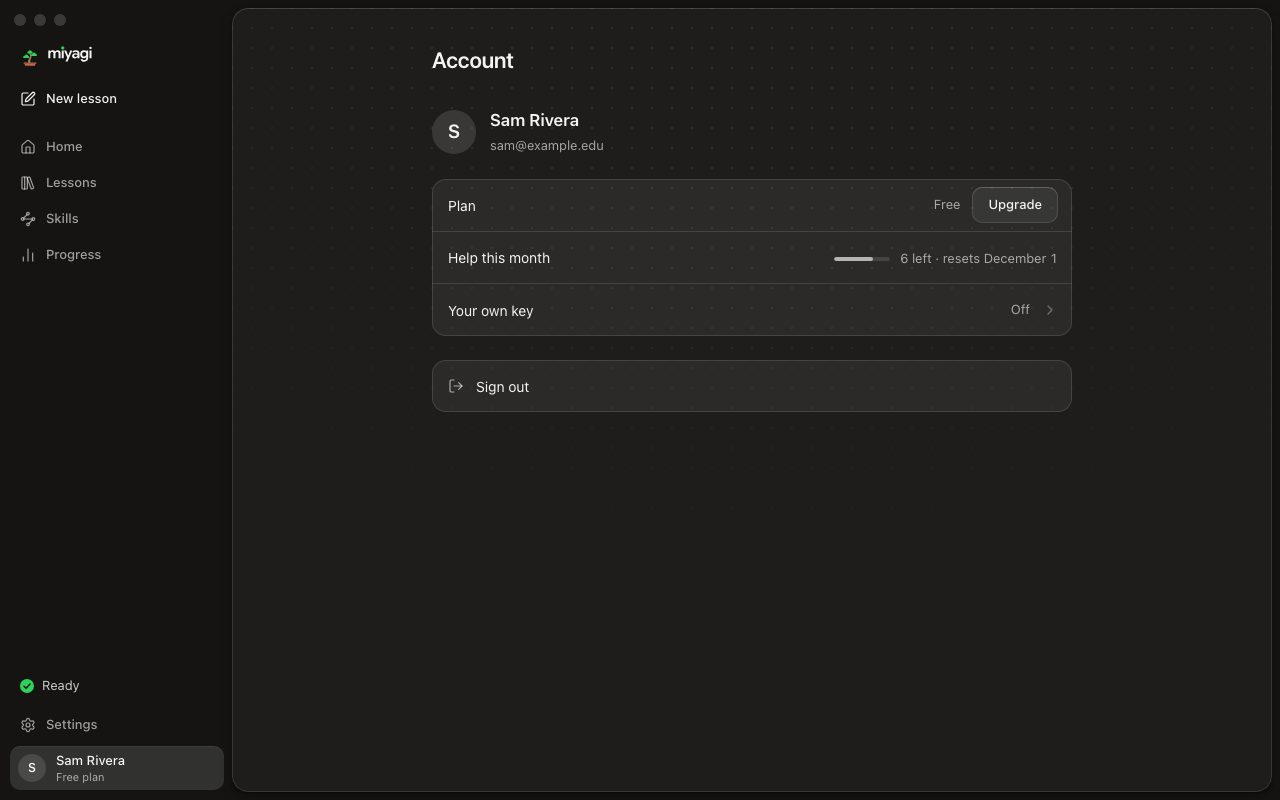 miyagi
New lesson
Home
Lessons
Skills
Progress
Ready
Settings
S
Sam Rivera
Free plan
Account
S
Sam Rivera
sam@example.edu
Plan
Free
Upgrade
Help this month
6 left · resets December 1
Your own key
Off
Sign out